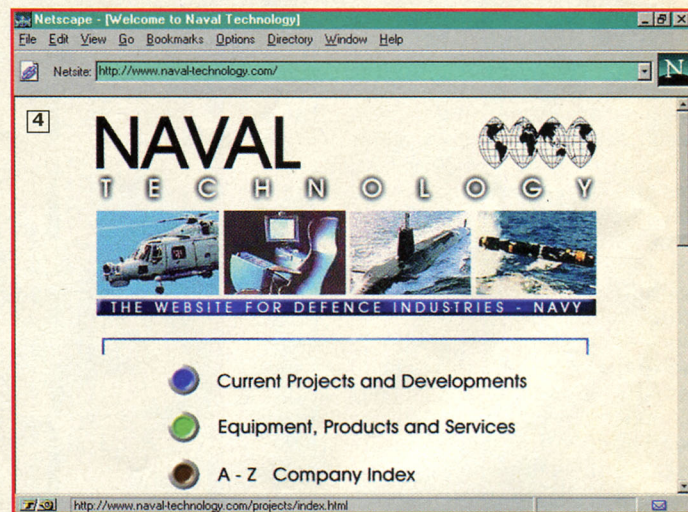 Netscape - [Welcome to Naval Technology]
File Edit View Go Bookmarks Options Directory Window Help
Netsite: http://www.naval-technology.com/
N
4
NAVAL
TECHNOLOGY
THE WEBSITE FOR DEFENCE INDUSTRIES - NAVY
Current Projects and Developments
Equipment, Products and Services
A - Z Company Index
http://www.naval-technology.com/projects/index.html